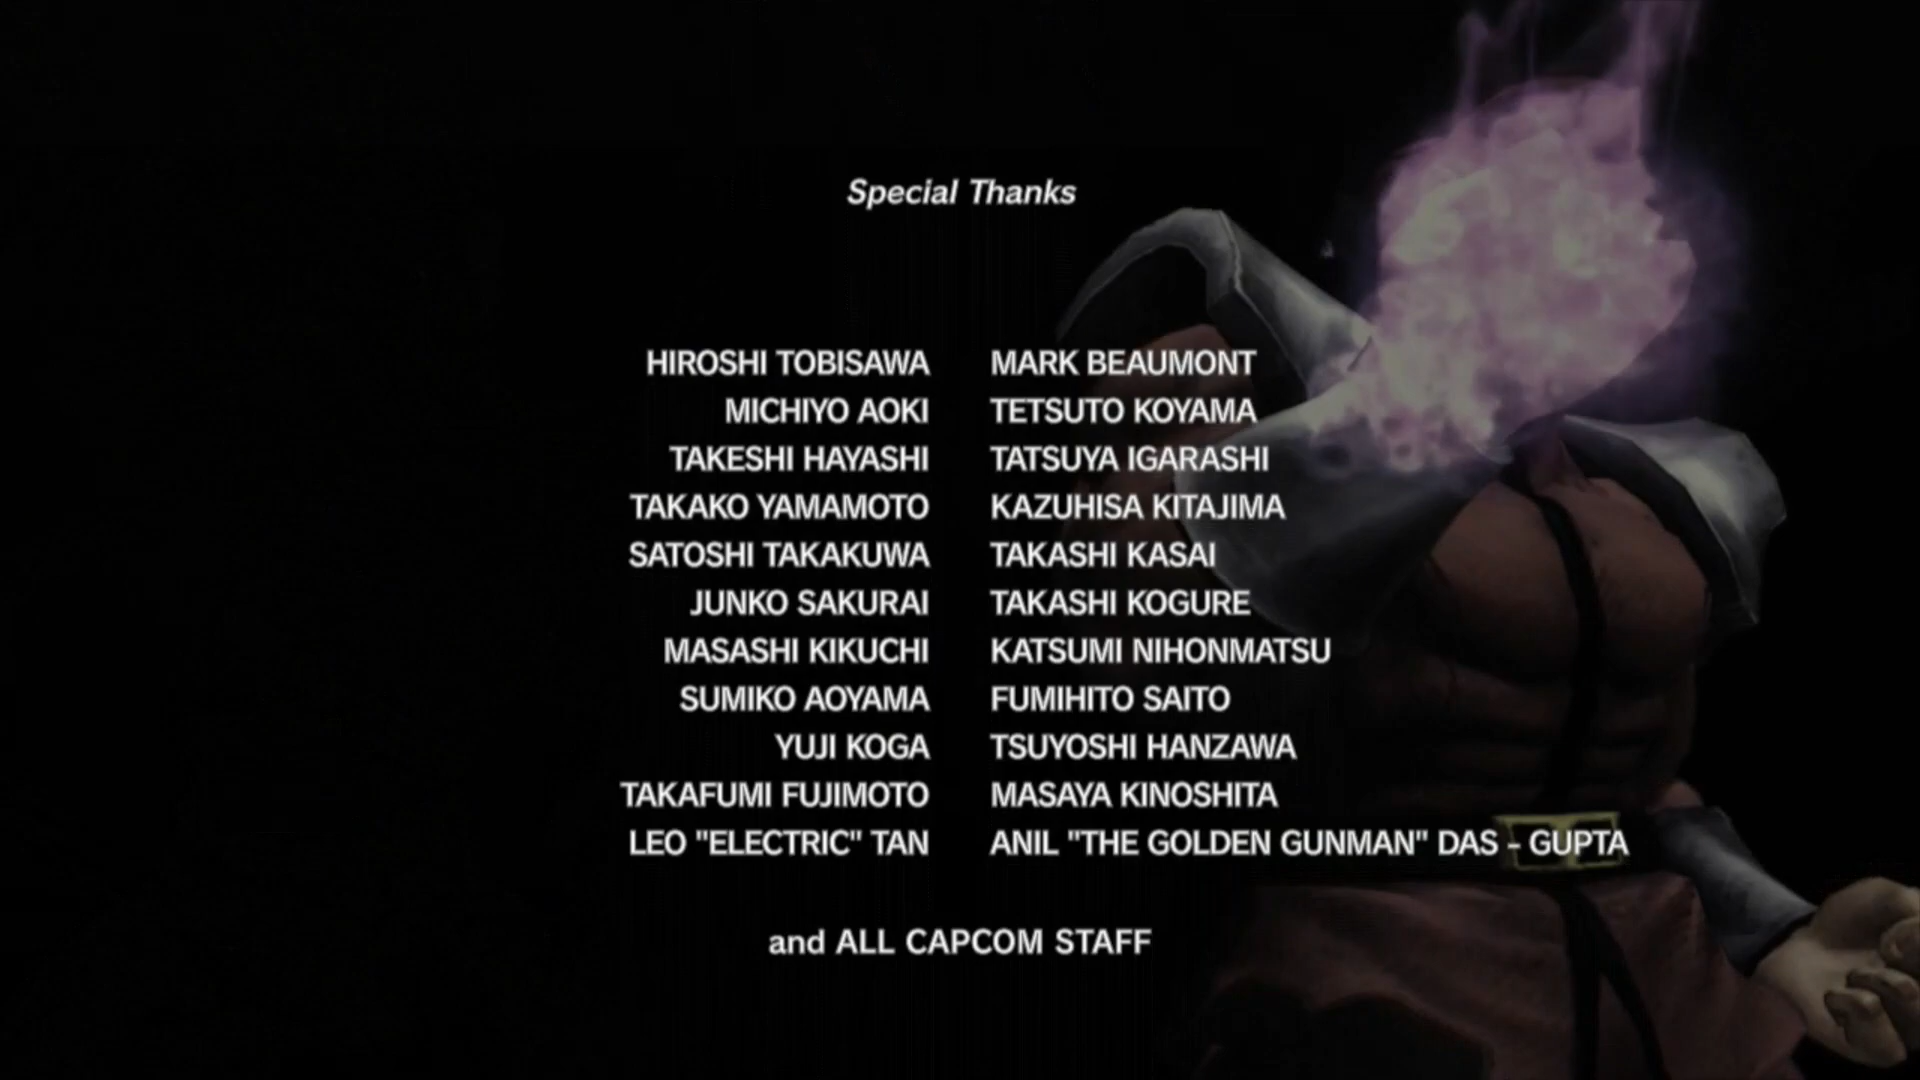 Special Thanks
HIROSHI TOBISAWA MARK BEAUMONT
MICHIYO AOKI TETSUTO KOYAMA
TAKESHI HAYASHI TATSUYA IGARASHI
TAKAKO YAMAMOTO KAZUHISA KITAJIMA
SATOSHI TAKAKUWA TAKASHI KASAI
JUNKO SAKURAI TAKASHI KOGURE
MASASHI KIKUCHI KATSUMI NIHONMATSU
SUMIKO AOYAMA FUMIHITO SAITO
YUJI KOGA TSUYOSHI HANZAWA
TAKAFUMI FUJIMOTO MASAYA KINOSHITA
LEO "ELECTRIC" TAN ANIL "THE GOLDEN GUNMAN" DAS - GUPTA
and ALL CAPCOM STAFF